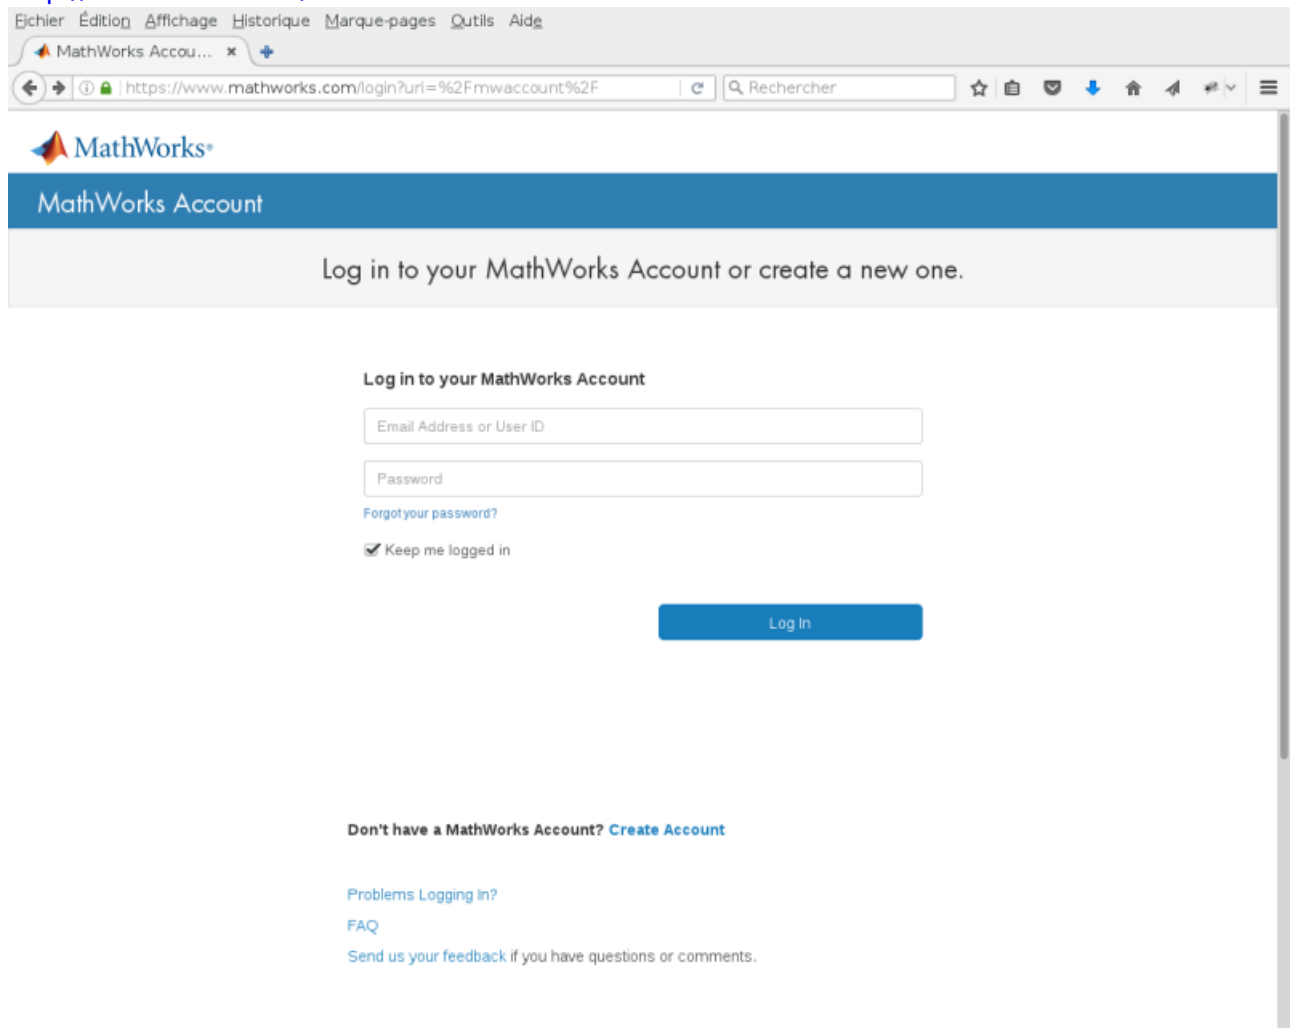 Fichier Édition Affichage Historique Marque-pages Outils Aide
MathWorks Accou...
https://www.mathworks.com/login?uri=%2Fmwaccount%2F Rechercher
MathWorks®
MathWorks Account
Log in to your MathWorks Account or create a new one.
Log in to your MathWorks Account
Email Address or User ID
Password
Forgot your password?
Keep me logged in
Log In
Don't have a MathWorks Account? Create Account
Problems Logging In?
FAQ
Send us your feedback if you have questions or comments.